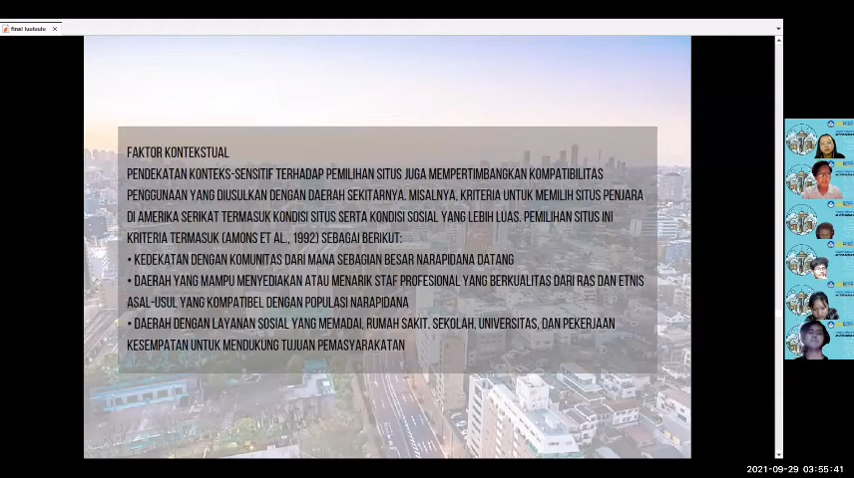 final luuluulu
FAKTOR KONTEKSTUAL
PENDEKATAN KONTEKS-SENSITIF TERHADAP PEMILIHAN SITUS JUGA MEMPERTIMBANGKAN KOMPATIBILITAS
PENGGUNAAN YANG DIUSULKAN DENGAN DAERAH SEKITARNYA. MISALNYA, KRITERIA UNTUK MEMILIH SITUS PENJARA
DI AMERIKA SERIKAT TERMASUK KONDISI SITUS SERTA KONDISI SOSIAL YANG LEBIH LUAS. PEMILIHAN SITUS INI
KRITERIA TERMASUK (AMONS ET AL., 1992) SEBAGAI BERIKUT:
• KEDEKATAN DENGAN KOMUNITAS DARI MANA SEBAGIAN BESAR NARAPIDANA DATANG
• DAERAH YANG MAMPU MENYEDIAKAN ATAU MENARIK STAF PROFESIONAL YANG BERKUALITAS DARI RAS DAN ETNIS
ASAL-USUL YANG KOMPATIBEL DENGAN POPULASI NARAPIDANA
• DAERAH DENGAN LAYANAN SOSIAL YANG MEMADAI, RUMAH SAKIT, SEKOLAH, UNIVERSITAS, DAN PEKERJAAN
KESEMPATAN UNTUK MENDUKUNG TUJUAN PEMASYARAKATAN
2021-09-29 03:55:41